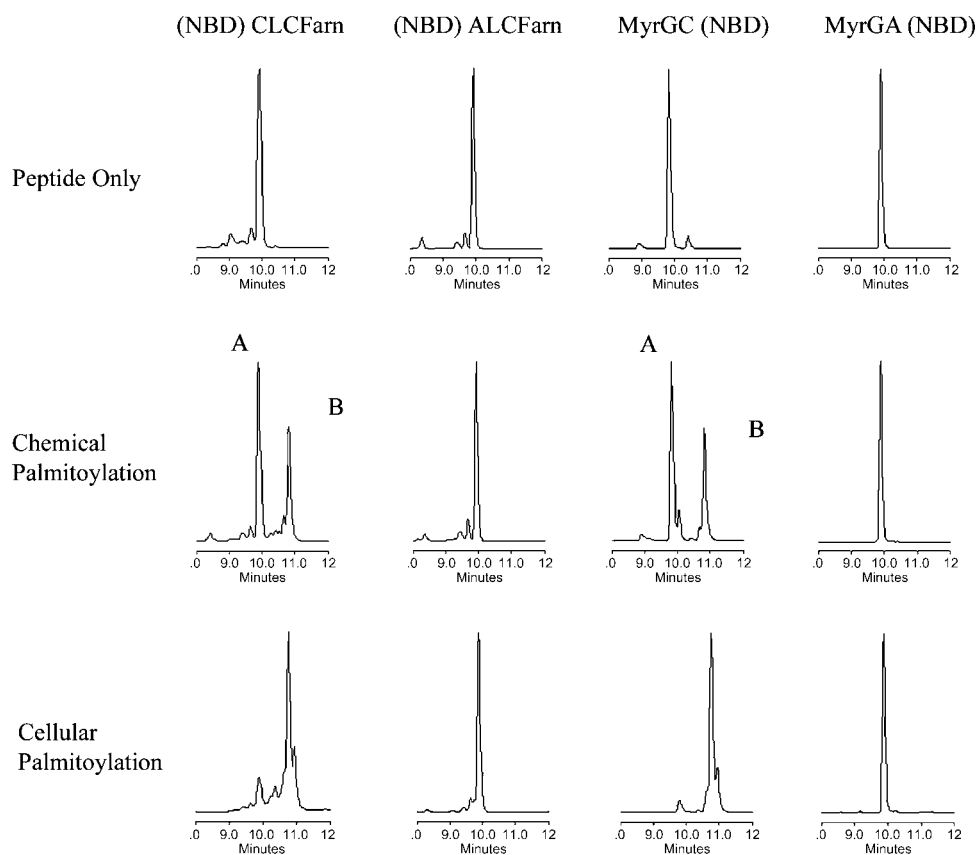 (NBD) CLCFarn (NBD) ALCFarn MyrGC (NBD) MyrGA (NBD)
Peptide Only
.0 9.0 10.0 11.0 12 .0 9.0 10.0 11.0 12 .0 9.0 10.0 11.0 12 .0 9.0 10.0 11.0 12
Minutes Minutes Minutes Minutes
A A
B B
Chemical
Palmitoylation
.0 9.0 10.0 11.0 12 .0 9.0 10.0 11.0 12 .0 9.0 10.0 11.0 12 .0 9.0 10.0 11.0 12
Minutes Minutes Minutes Minutes
Cellular
Palmitoylation
.0 9.0 10.0 11.0 12 .0 9.0 10.0 11.0 12 .0 9.0 10.0 11.0 12 .0 9.0 10.0 11.0 12
Minutes Minutes Minutes Minutes